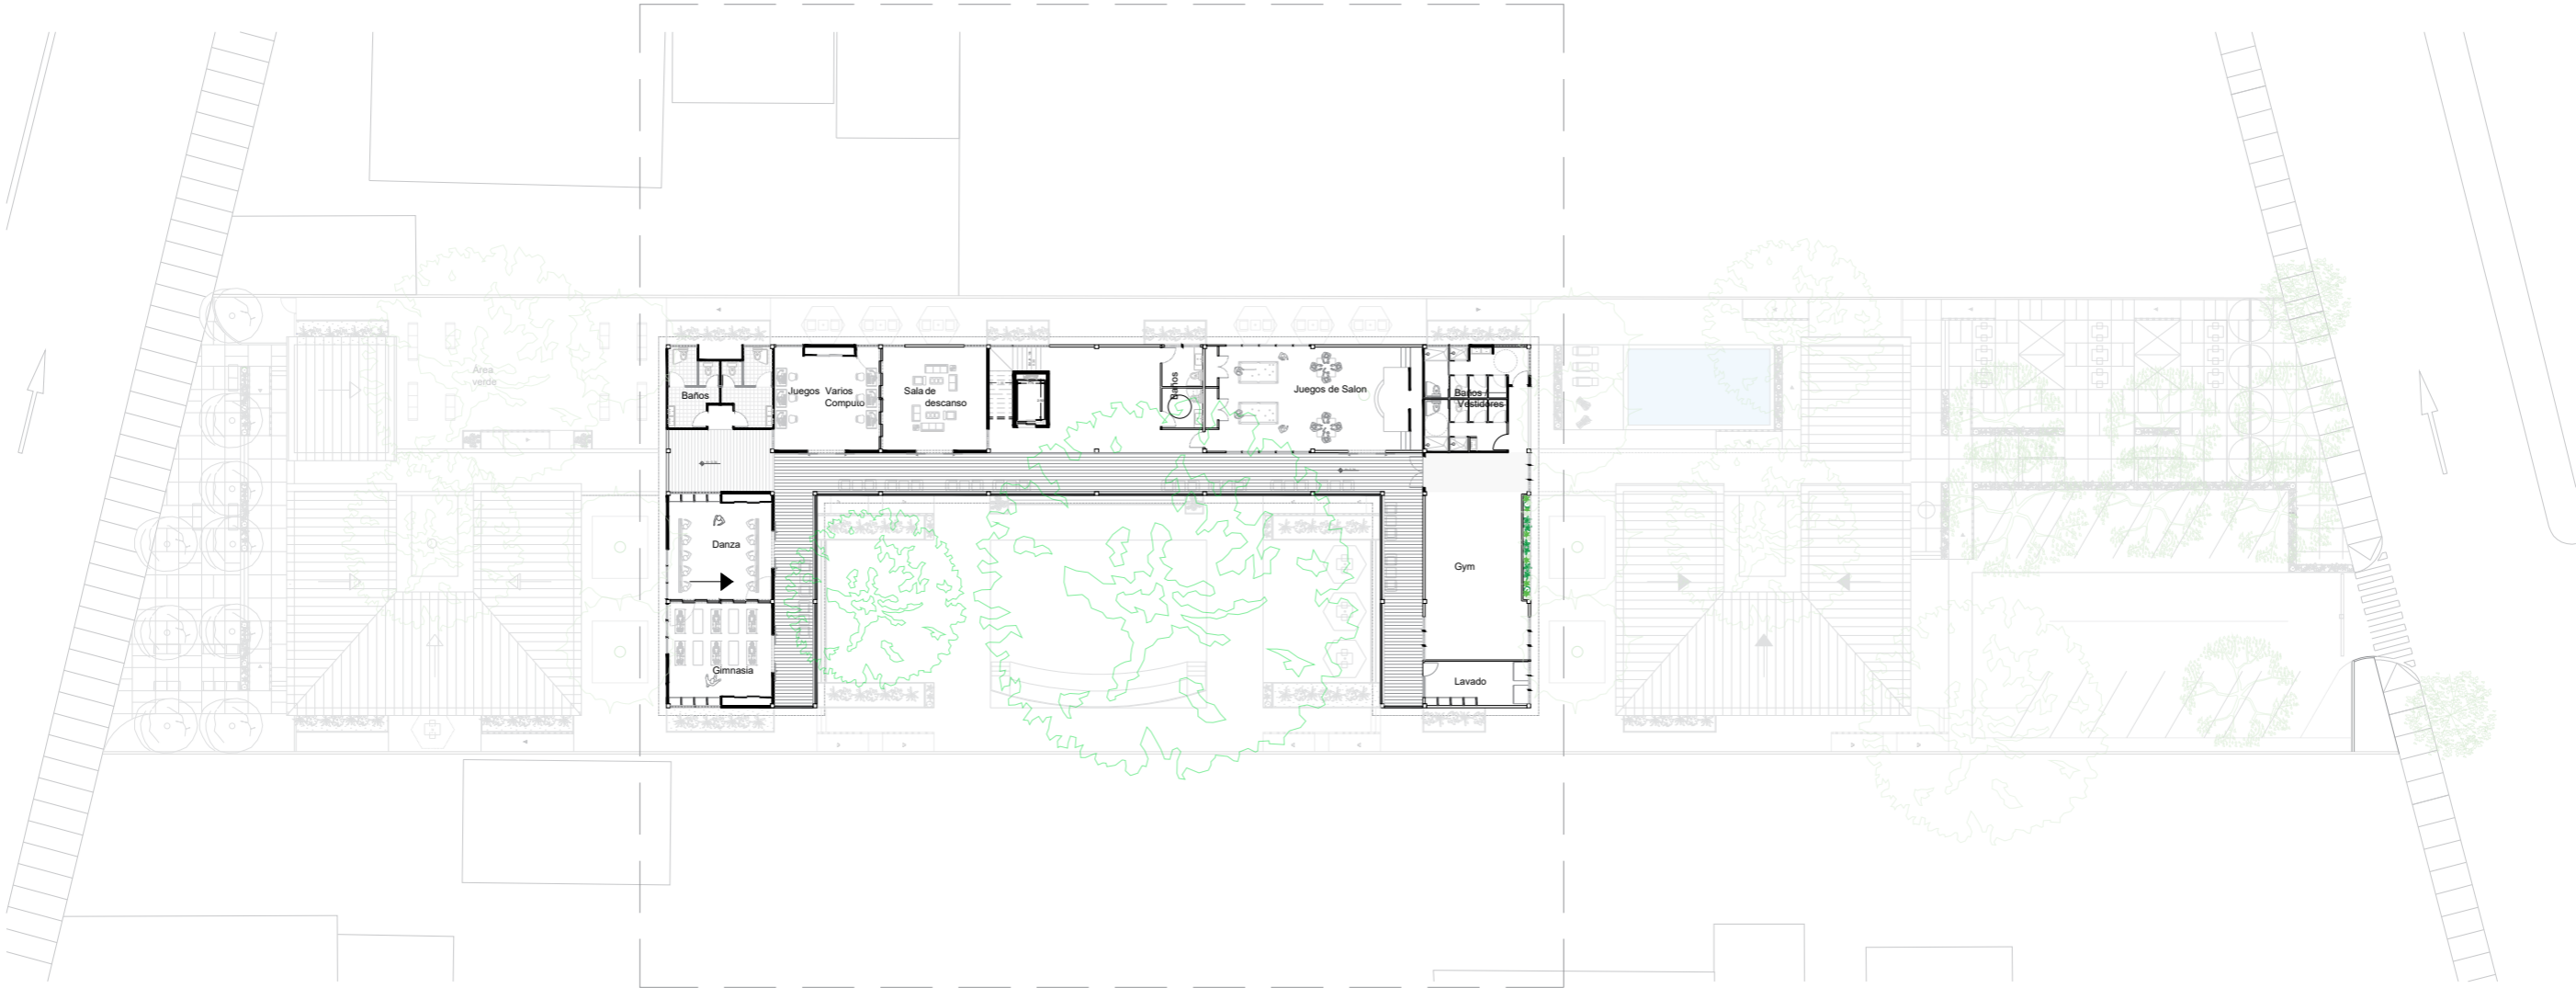 Área
verde
Baños
Juegos Varios
Computo
Sala de
descanso
Baños
Juegos de Salon
Baños /
Vestidores
Danza
Gym
Gimnasia
Lavado